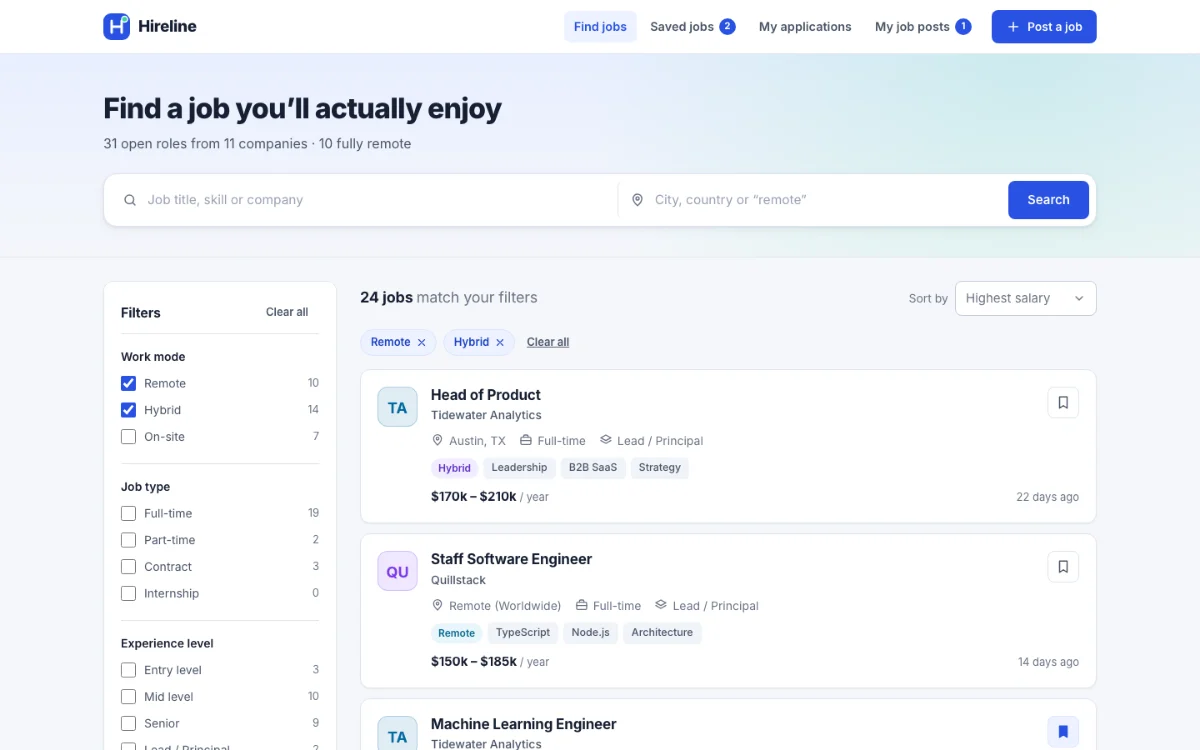 Hireline
Find jobs
Saved jobs 2
My applications
My job posts 1
+ Post a job
Find a job you’ll actually enjoy
31 open roles from 11 companies · 10 fully remote
Job title, skill or company
City, country or “remote”
Search
Filters
Clear all
Work mode
Remote 10
Hybrid 14
On-site 7
Job type
Full-time 19
Part-time 2
Contract 3
Internship 0
Experience level
Entry level 3
Mid level 10
Senior 9
Lead / Principal 2
24 jobs match your filters
Sort by Highest salary
Remote × Hybrid × Clear all
TA
Head of Product
Tidewater Analytics
Austin, TX Full-time Lead / Principal
Hybrid Leadership B2B SaaS Strategy
$170k – $210k / year
22 days ago
QU
Staff Software Engineer
Quillstack
Remote (Worldwide) Full-time Lead / Principal
Remote TypeScript Node.js Architecture
$150k – $185k / year
14 days ago
TA
Machine Learning Engineer
Tidewater Analytics